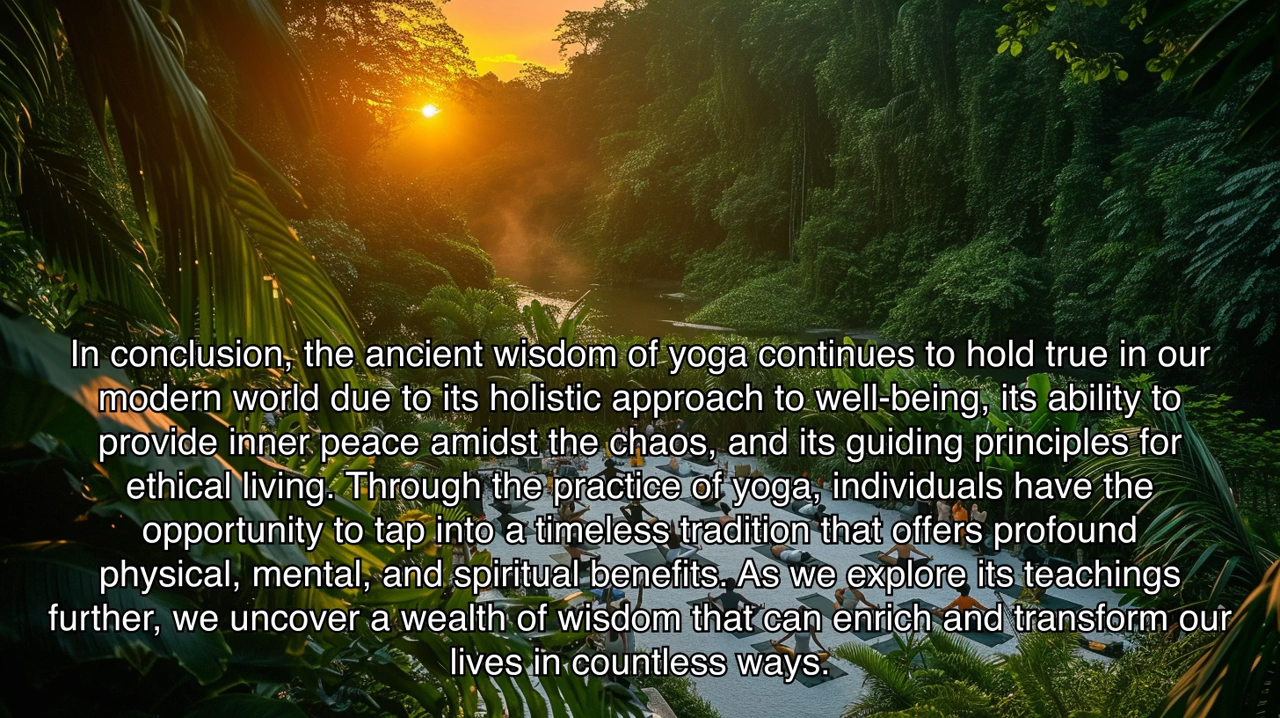 In conclusion, the ancient wisdom of yoga continues to hold true in our
modern world due to its holistic approach to well-being, its ability to
provide inner peace amidst the chaos, and its guiding principles for
ethical living. Through the practice of yoga, individuals have the
opportunity to tap into a timeless tradition that offers profound
physical, mental, and spiritual benefits. As we explore its teachings
further, we uncover a wealth of wisdom that can enrich and transform our
lives in countless ways.